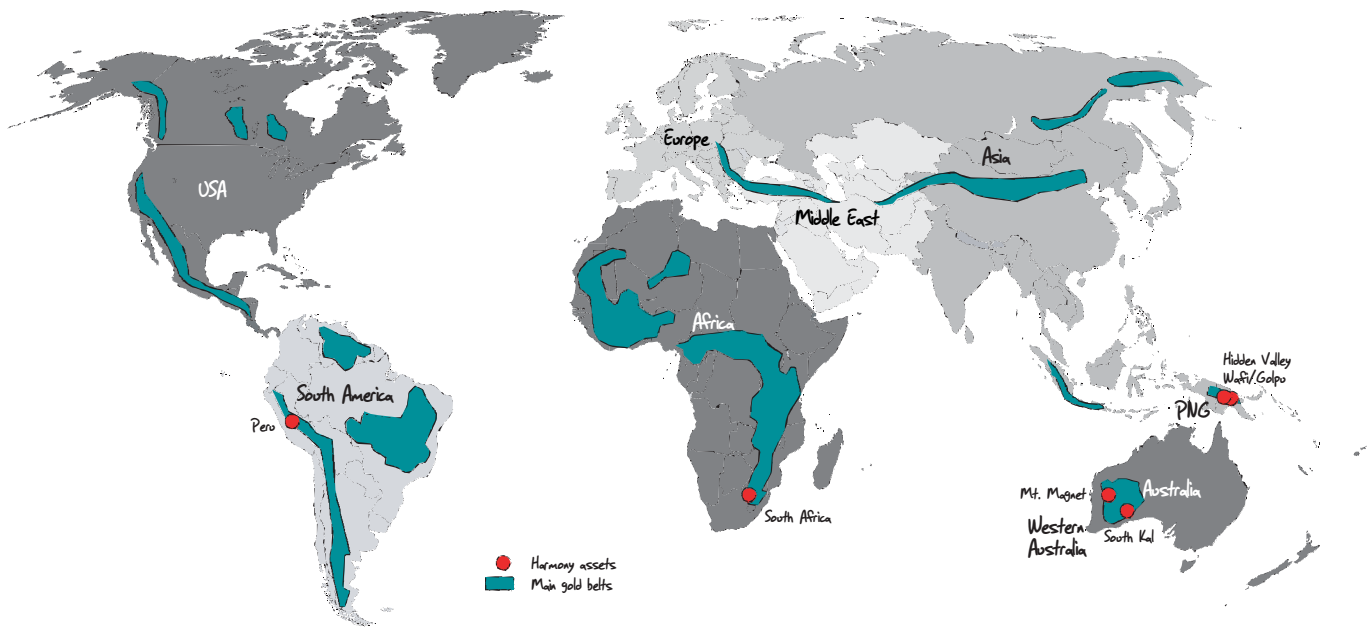 Europe
Asia
USA
Middle East
Africa
Hidden Valley
Wafi/Golpu
South America
PNG
Peru
Mt. Magnet
Australia
South Africa
Western
Australia
South Kal
Harmony assets
Main gold belts